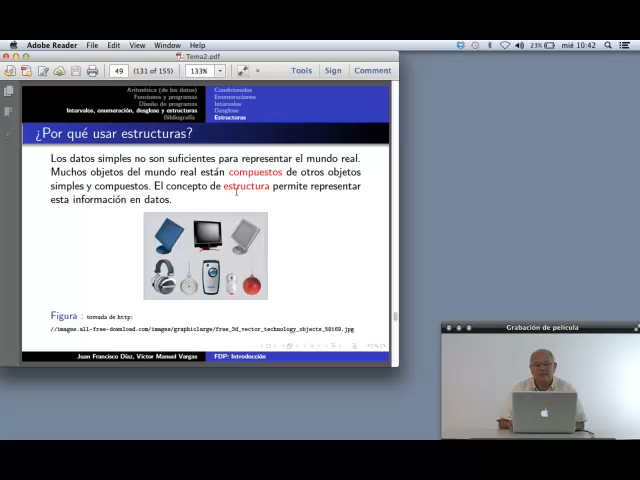 Adobe Reader File Edit View Window Help 23% mié 10:42
Tema2.pdf
49 (131 of 155) 133% Tools Sign Comment
Aritmética (de los datos)
Funciones y programas
Diseño de programas
Intervalos, enumeración, desglose y estructuras
Bibliografía
Condicionales
Enumeraciones
Intervalos
Desglose
Estructuras
¿Por qué usar estructuras?
Los datos simples no son suficientes para representar el mundo real.
Muchos objetos del mundo real están compuestos de otros objetos
simples y compuestos. El concepto de estructura permite representar
esta información en datos.
Figura : tomada de http:
//images.all-free-download.com/images/graphiclarge/free_3d_vector_technology_objects_58169.jpg
Juan Francisco Díaz, Victor Manuel Vargas FDP: Introducción
Grabación de película